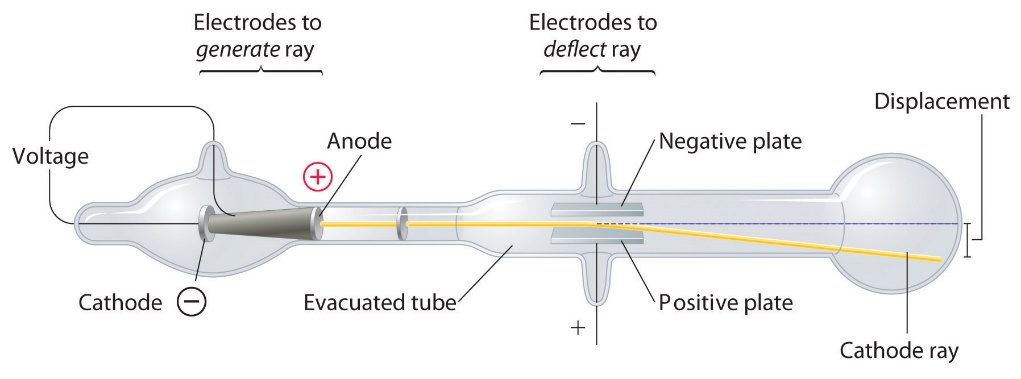 Electrodes to
generate ray
Electrodes to
deflect ray
Displacement
Voltage
Anode
+
−
Negative plate
Cathode −
Evacuated tube
+
Positive plate
Cathode ray